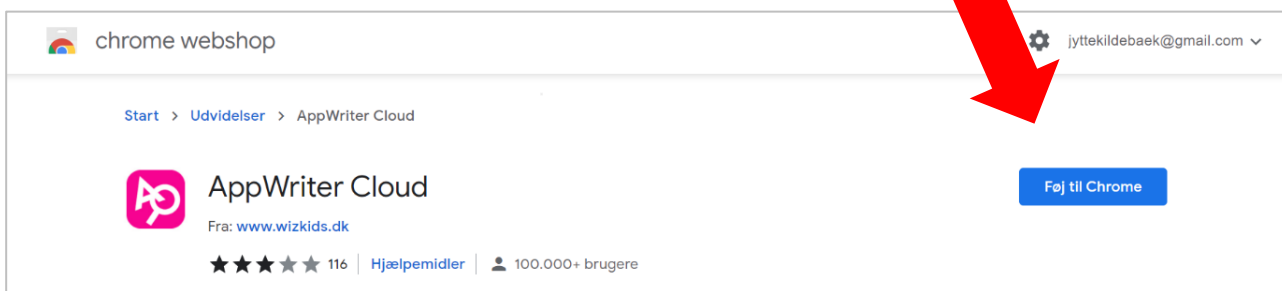 chrome webshop
jyttekildebaek@gmail.com
Start > Udvidelser > AppWriter Cloud
AppWriter Cloud
Føj til Chrome
Fra: www.wizkids.dk
116 Hjælpemidler 100.000+ brugere